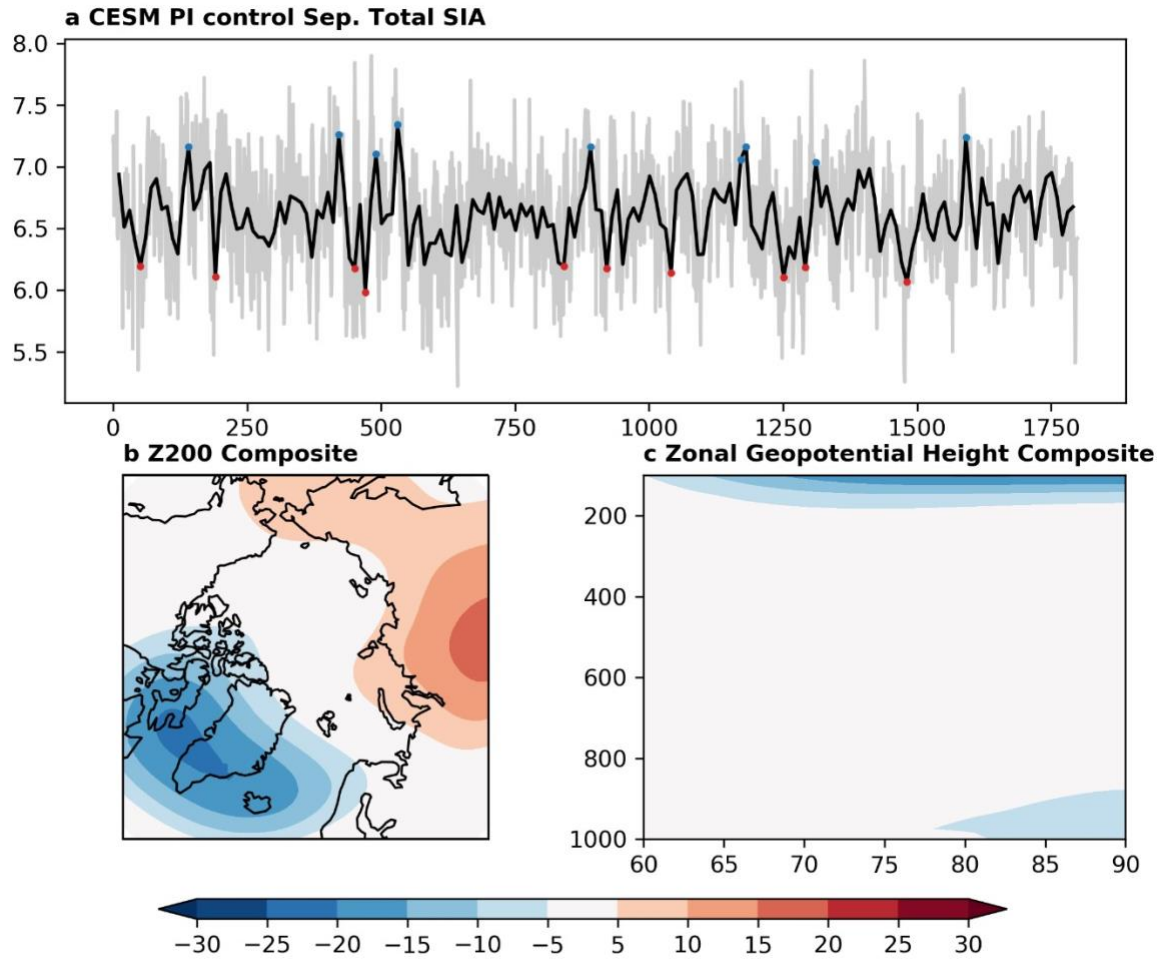 a CESM PI control Sep. Total SIA
8.0
7.5
7.0
6.5
6.0
5.5
0 250 500 750 1000 1250 1500 1750
b Z200 Composite
c Zonal Geopotential Height Composite
200
400
600
800
1000
60 65 70 75 80 85 90
−30 −25 −20 −15 −10 −5 5 10 15 20 25 30